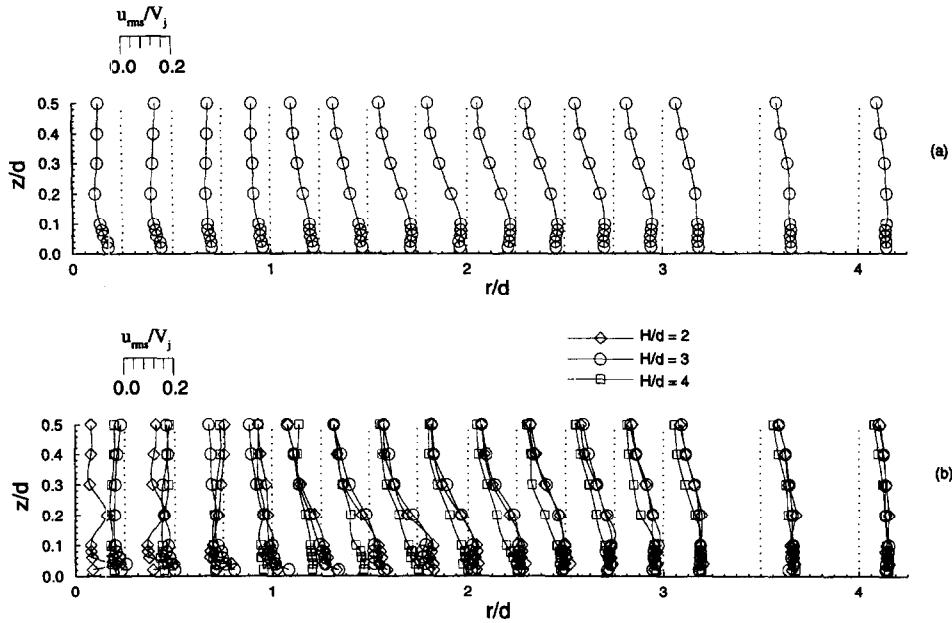 u_rms/V_j
0.0 0.2
0.5
0.4
0.3
0.2
0.1
0.0
z/d
0 1 2 3 4
r/d
(a)
u_rms/V_j
0.0 0.2
H/d = 2
H/d = 3
H/d = 4
0.5
0.4
0.3
0.2
0.1
0.0
z/d
0 1 2 3 4
r/d
(b)